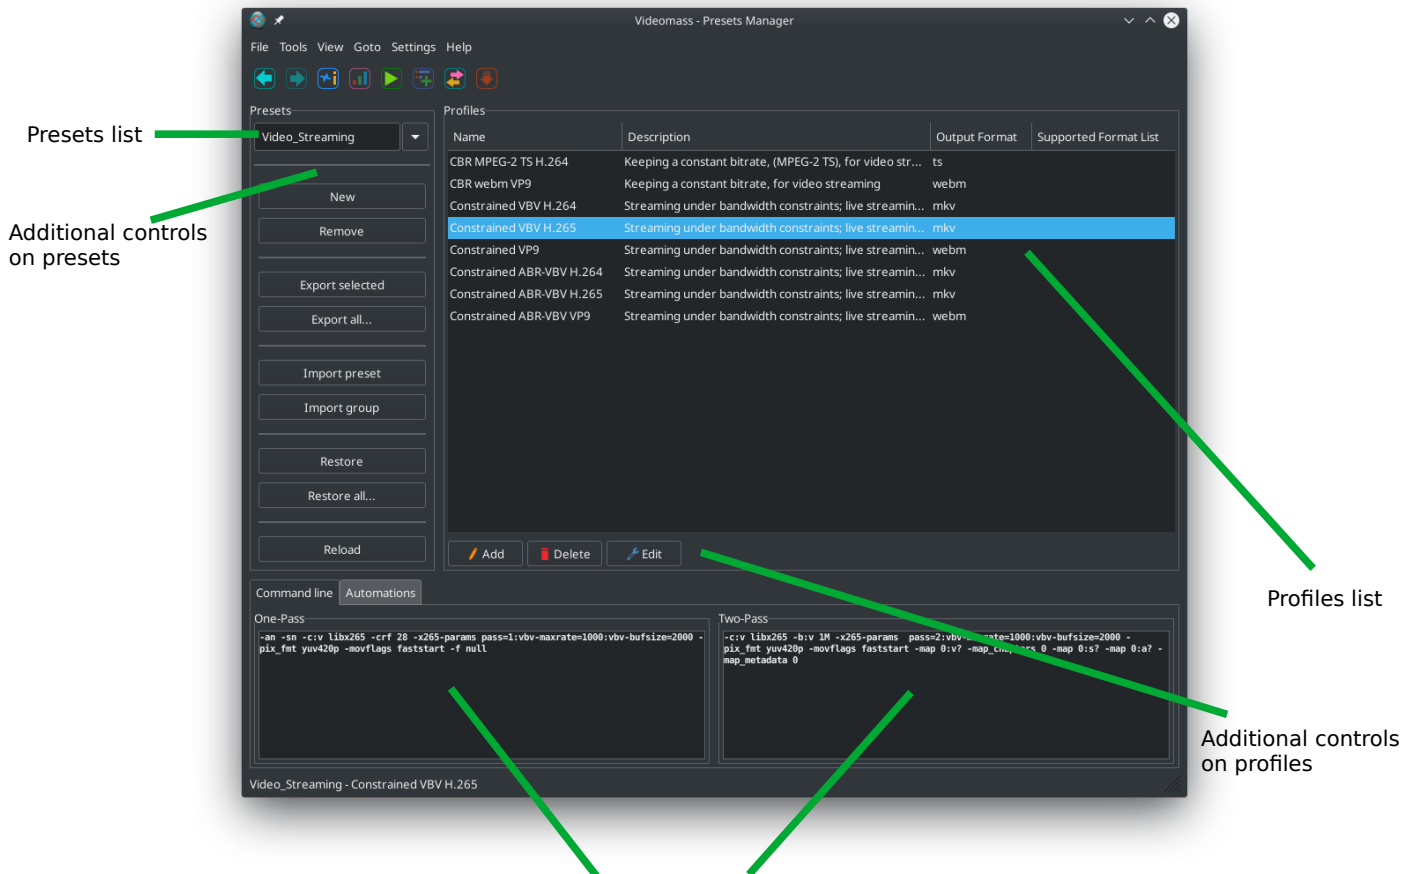 Videomass - Presets Manager
File Tools View Goto Settings Help
Presets
Profiles
Presets list
Video_Streaming
Name Description Output Format Supported Format List
CBR MPEG-2 TS H.264 Keeping a constant bitrate, (MPEG-2 TS), for video str... ts
CBR webm VP9 Keeping a constant bitrate, for video streaming webm
Constrained VBV H.264 Streaming under bandwidth constraints; live streamin... mkv
Constrained VBV H.265 Streaming under bandwidth constraints; live streamin... mkv
Constrained VP9 Streaming under bandwidth constraints; live streamin... webm
Constrained ABR-VBV H.264 Streaming under bandwidth constraints; live streamin... mkv
Constrained ABR-VBV H.265 Streaming under bandwidth constraints; live streamin... mkv
Constrained ABR-VBV VP9 Streaming under bandwidth constraints; live streamin... webm
New
Remove
Additional controls
on presets
Export selected
Export all...
Import preset
Import group
Restore
Restore all...
Reload
Add Delete Edit
Profiles list
Command line Automations
One-Pass
-an -sn -c:v libx265 -crf 28 -x265-params pass=1:vbv-maxrate=1000:vbv-bufsize=2000 -
pix_fmt yuv420p -movflags faststart -f null
Two-Pass
-c:v libx265 -b:v 1M -x265-params pass=2:vbv-maxrate=1000:vbv-bufsize=2000 -
pix_fmt yuv420p -movflags faststart -map 0:v? -map_chapters 0 -map 0:s? -map 0:a? -
map_metadata 0
Additional controls
on profiles
Video_Streaming - Constrained VBV H.265